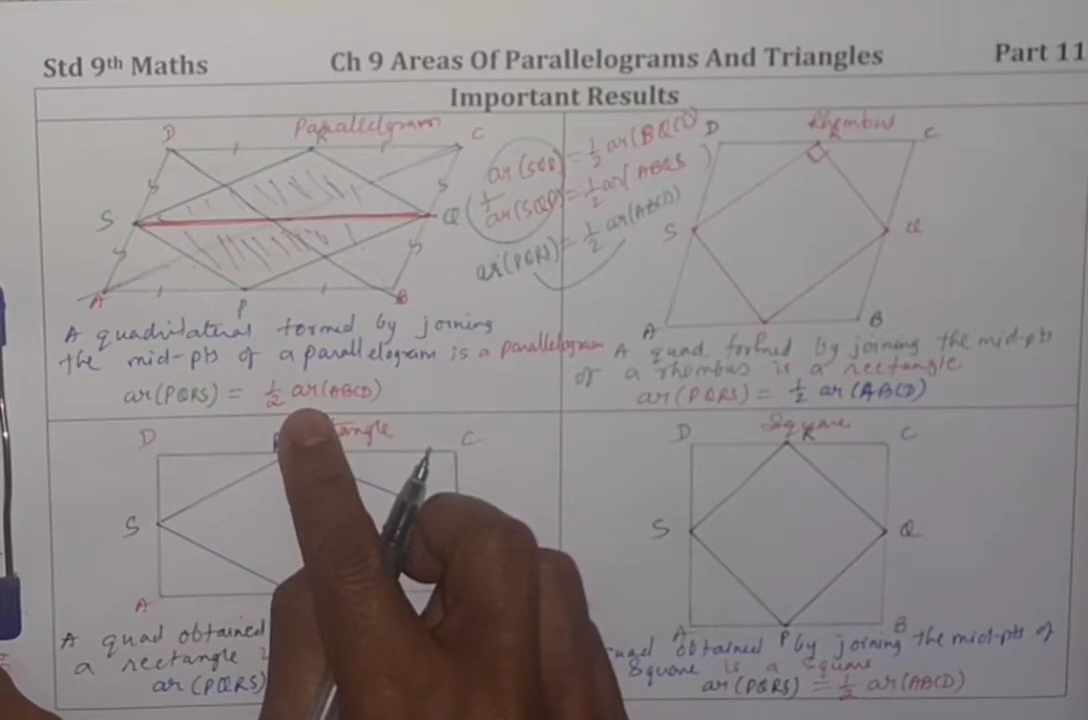 Std 9th Maths
Ch 9 Areas Of Parallelograms And Triangles
Part 11
Important Results
Parallelgram
D
R
C
S
Q
A
P
B
ar(SQR) = 1/2 ar(
ar(SQP) = 1/2 ar(ABQS)
ar(PQRS) = 1/2 ar(ABCD)
A quadrilateral formed by joining
the mid-pts of a parallelogram is a parallelogram
ar(PQRS) = 1/2 ar(ABCD)
Rhombus
D
R
C
S
Q
A
P
B
A quad. formed by joining the mid-pts
of a rhombus is a rectangle
ar(PQRS) = 1/2 ar(ABCD)
D
C
S
A
A quad obtained
a rectangle
ar(PQRS)
Square
D
R
C
S
Q
A
P
B
obtained by joining the mid-pts of
Square is a Square
ar(PQRS) = 1/2 ar(ABCD)